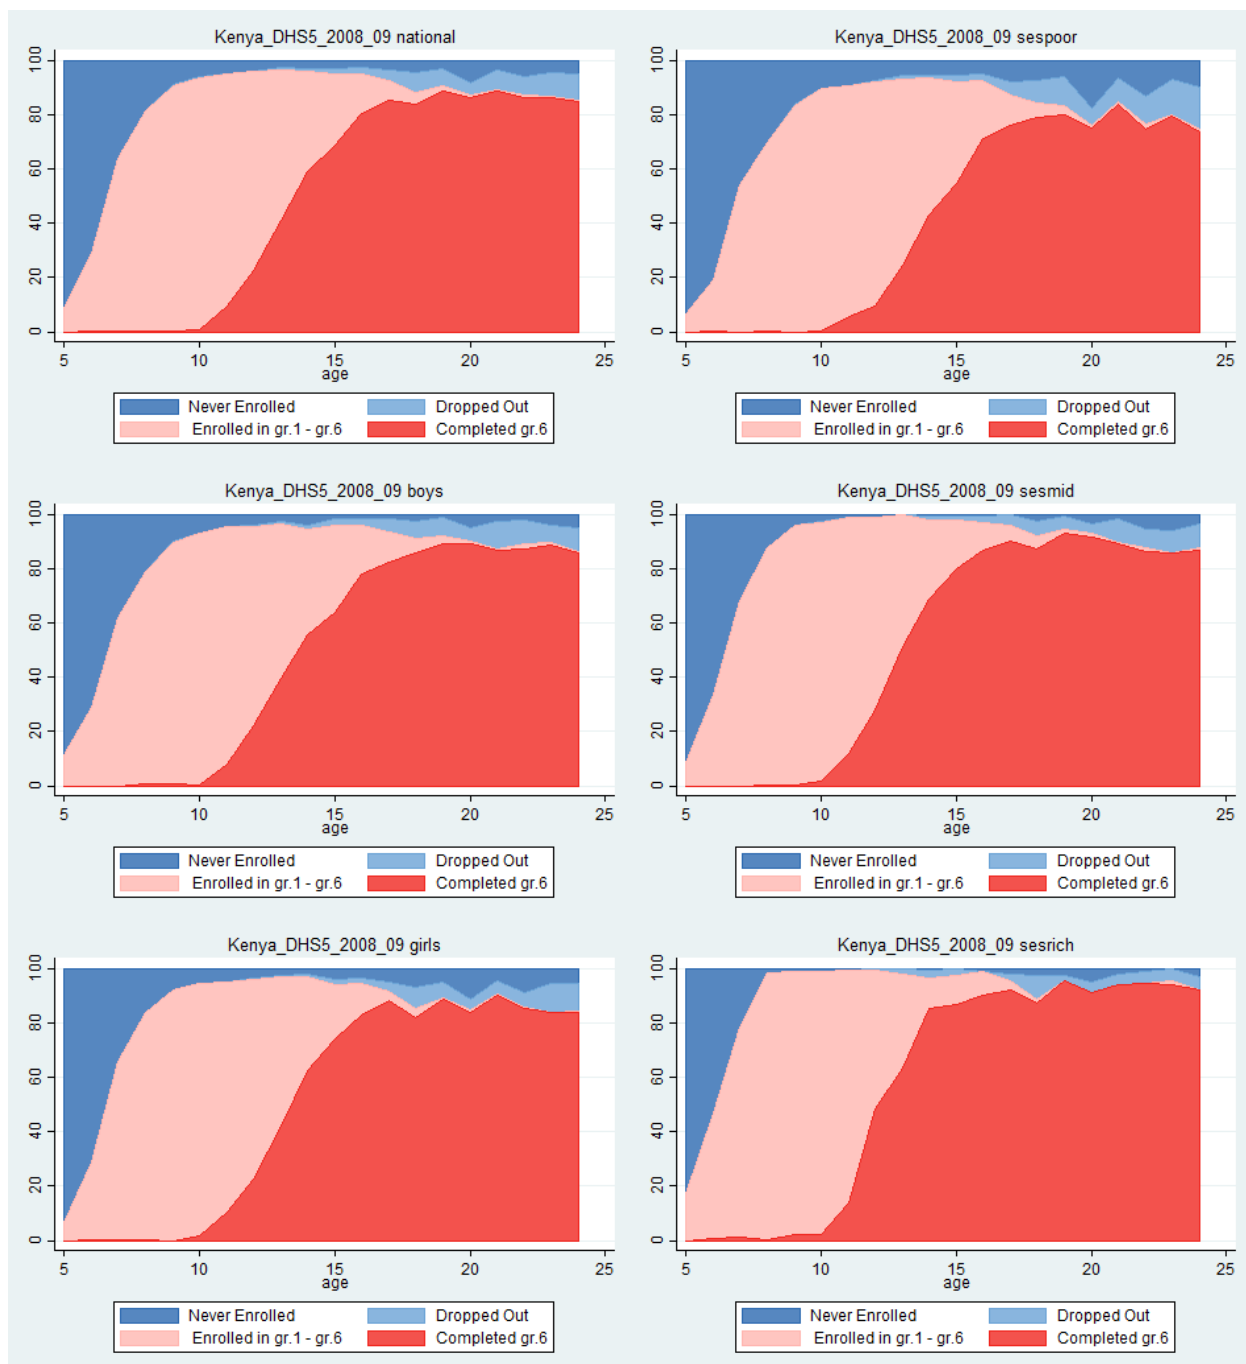 Kenya_DHS5_2008_09 national
100
80
60
40
20
0
5 10 15 20 25
age
Never Enrolled Dropped Out
Enrolled in gr.1 - gr.6 Completed gr.6
Kenya_DHS5_2008_09 sespoor
100
80
60
40
20
0
5 10 15 20 25
age
Never Enrolled Dropped Out
Enrolled in gr.1 - gr.6 Completed gr.6
Kenya_DHS5_2008_09 boys
100
80
60
40
20
0
5 10 15 20 25
age
Never Enrolled Dropped Out
Enrolled in gr.1 - gr.6 Completed gr.6
Kenya_DHS5_2008_09 sesmid
100
80
60
40
20
0
5 10 15 20 25
age
Never Enrolled Dropped Out
Enrolled in gr.1 - gr.6 Completed gr.6
Kenya_DHS5_2008_09 girls
100
80
60
40
20
0
5 10 15 20 25
age
Never Enrolled Dropped Out
Enrolled in gr.1 - gr.6 Completed gr.6
Kenya_DHS5_2008_09 sesrich
100
80
60
40
20
0
5 10 15 20 25
age
Never Enrolled Dropped Out
Enrolled in gr.1 - gr.6 Completed gr.6